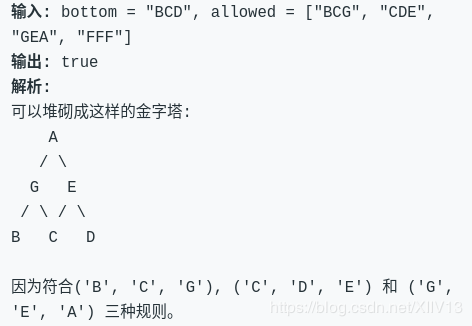 输入: bottom = "BCD", allowed = ["BCG", "CDE",
"GEA", "FFF"]
输出: true
解析:
可以堆砌成这样的金字塔:
A
/ \
G E
/ \ / \
B C D
因为符合('B', 'C', 'G'), ('C', 'D', 'E') 和 ('G',
'E', 'A') 三种规则。
https://blog.csdn.net/XIIV13